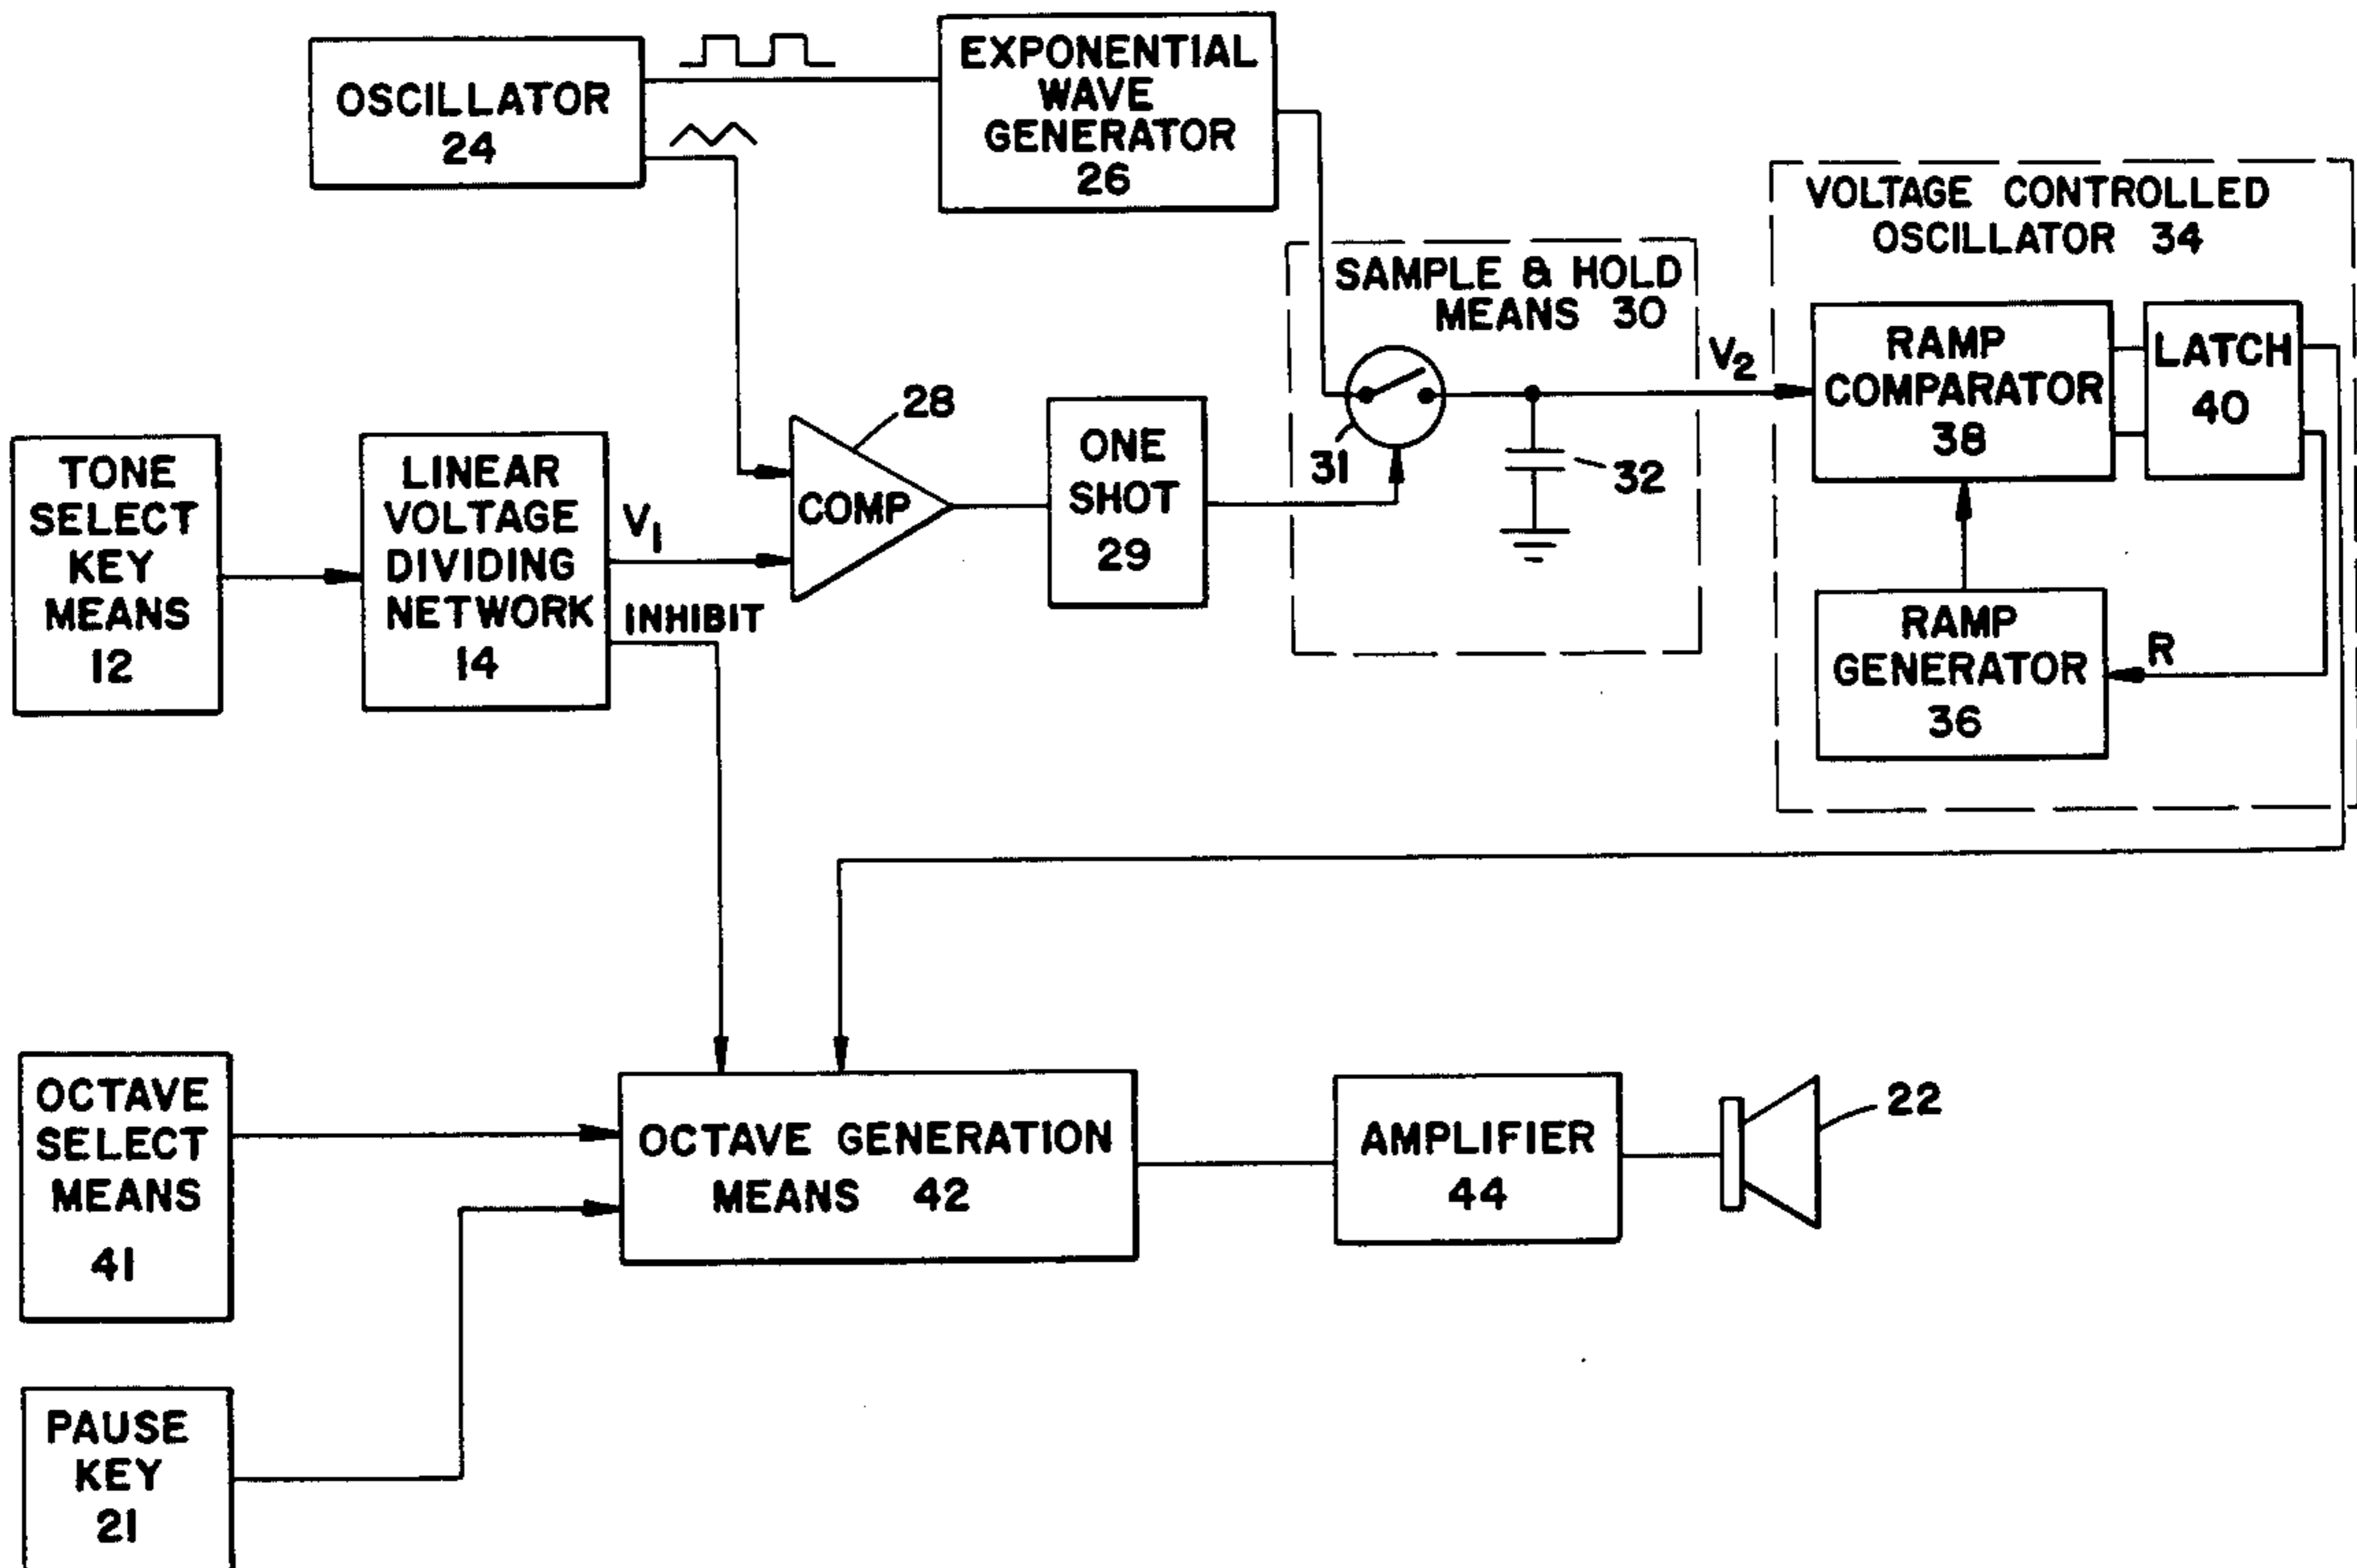 OSCILLATOR
24
EXPONENTIAL
WAVE
GENERATOR
26
VOLTAGE CONTROLLED
OSCILLATOR 34
SAMPLE & HOLD
MEANS 30
V2
RAMP
COMPARATOR
38
LATCH
40
28
TONE
SELECT
KEY
MEANS
12
LINEAR
VOLTAGE
DIVIDING
NETWORK
14
V1
INHIBIT
COMP
ONE
SHOT
29
31
32
RAMP
GENERATOR
36
R
OCTAVE
SELECT
MEANS
41
OCTAVE GENERATION
MEANS 42
AMPLIFIER
44
22
PAUSE
KEY
21